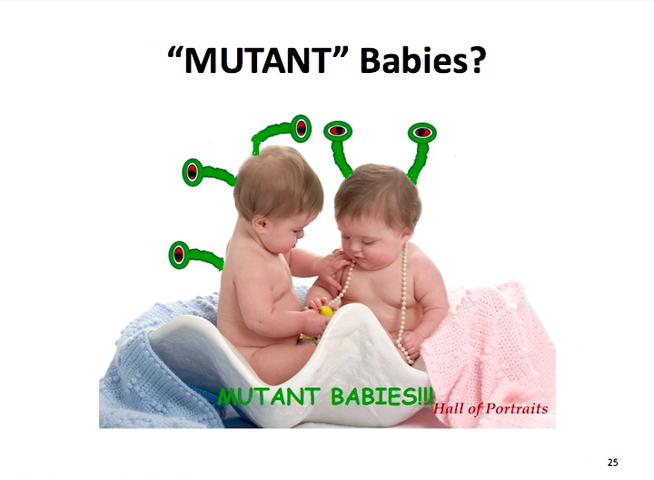 “MUTANT” Babies?
MUTANT BABIES!!!
Hall of Portraits
25